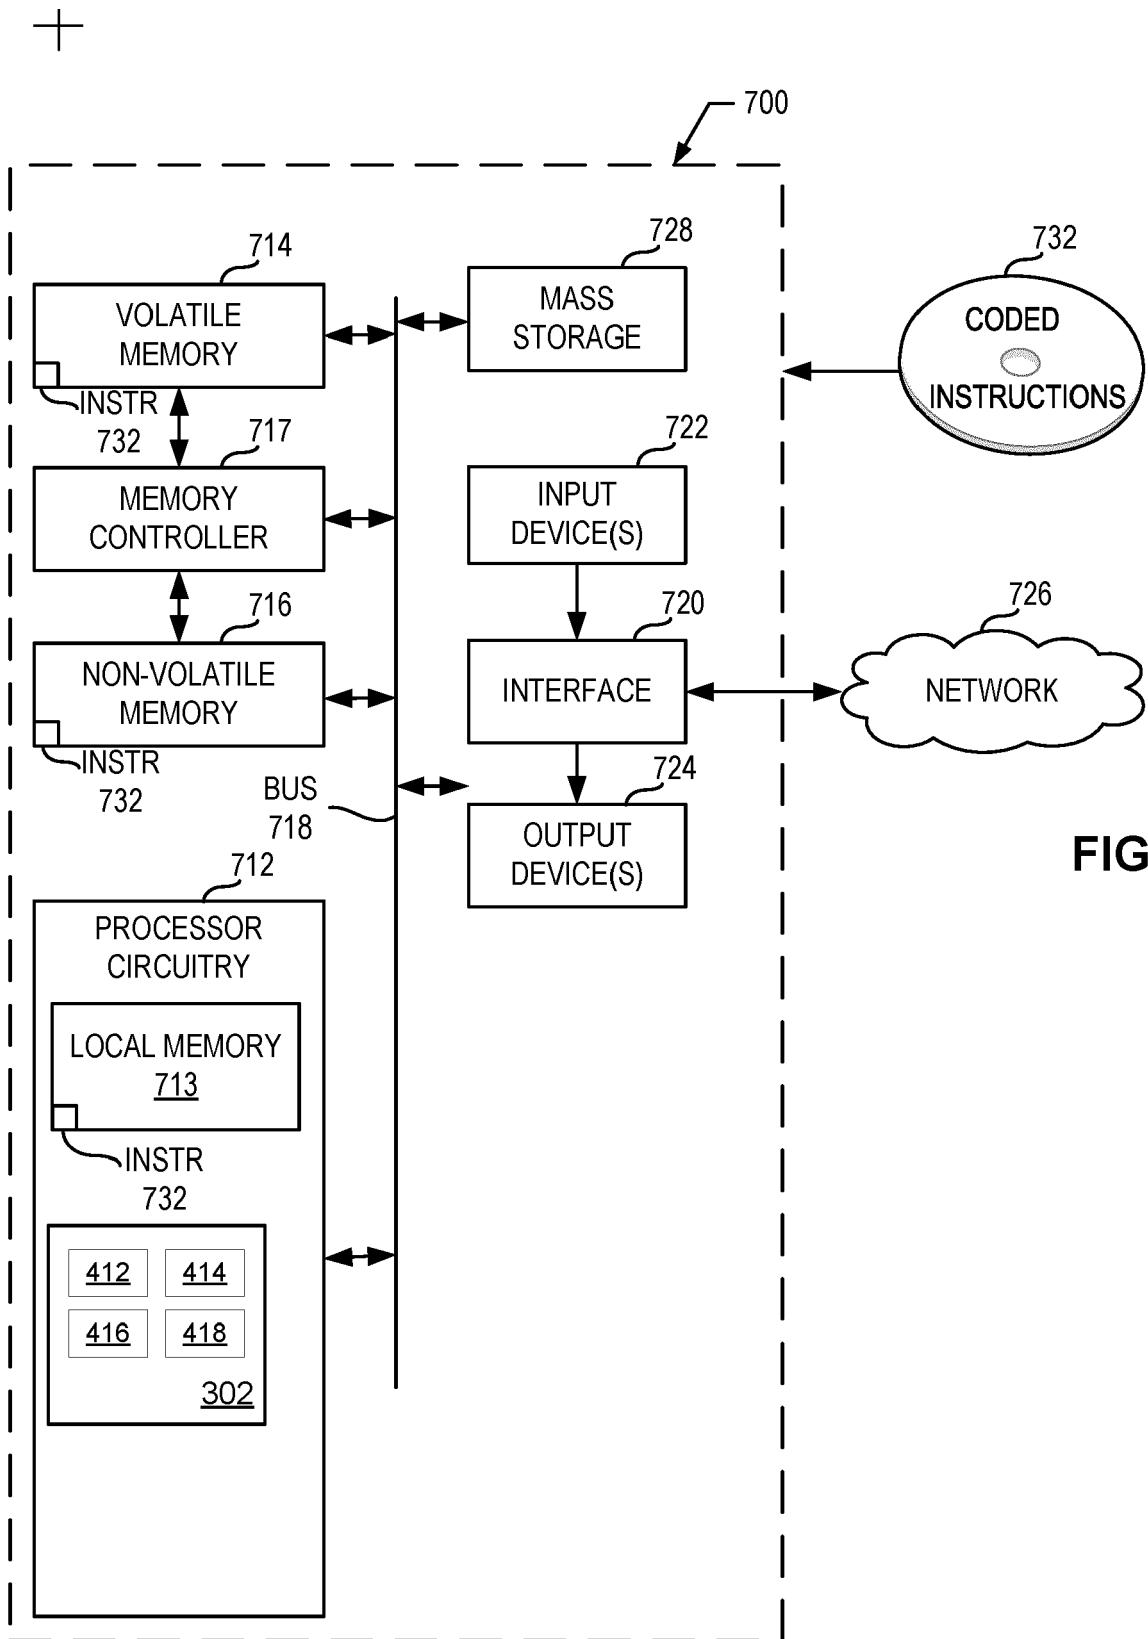 700
714
VOLATILE
MEMORY
INSTR
732
717
MEMORY
CONTROLLER
716
NON-VOLATILE
MEMORY
INSTR
732
BUS
718
712
PROCESSOR
CIRCUITRY
LOCAL MEMORY
713
INSTR
732
412 414
416 418
302
728
MASS
STORAGE
722
INPUT
DEVICE(S)
720
INTERFACE
724
OUTPUT
DEVICE(S)
732
CODED
INSTRUCTIONS
726
NETWORK
FIG